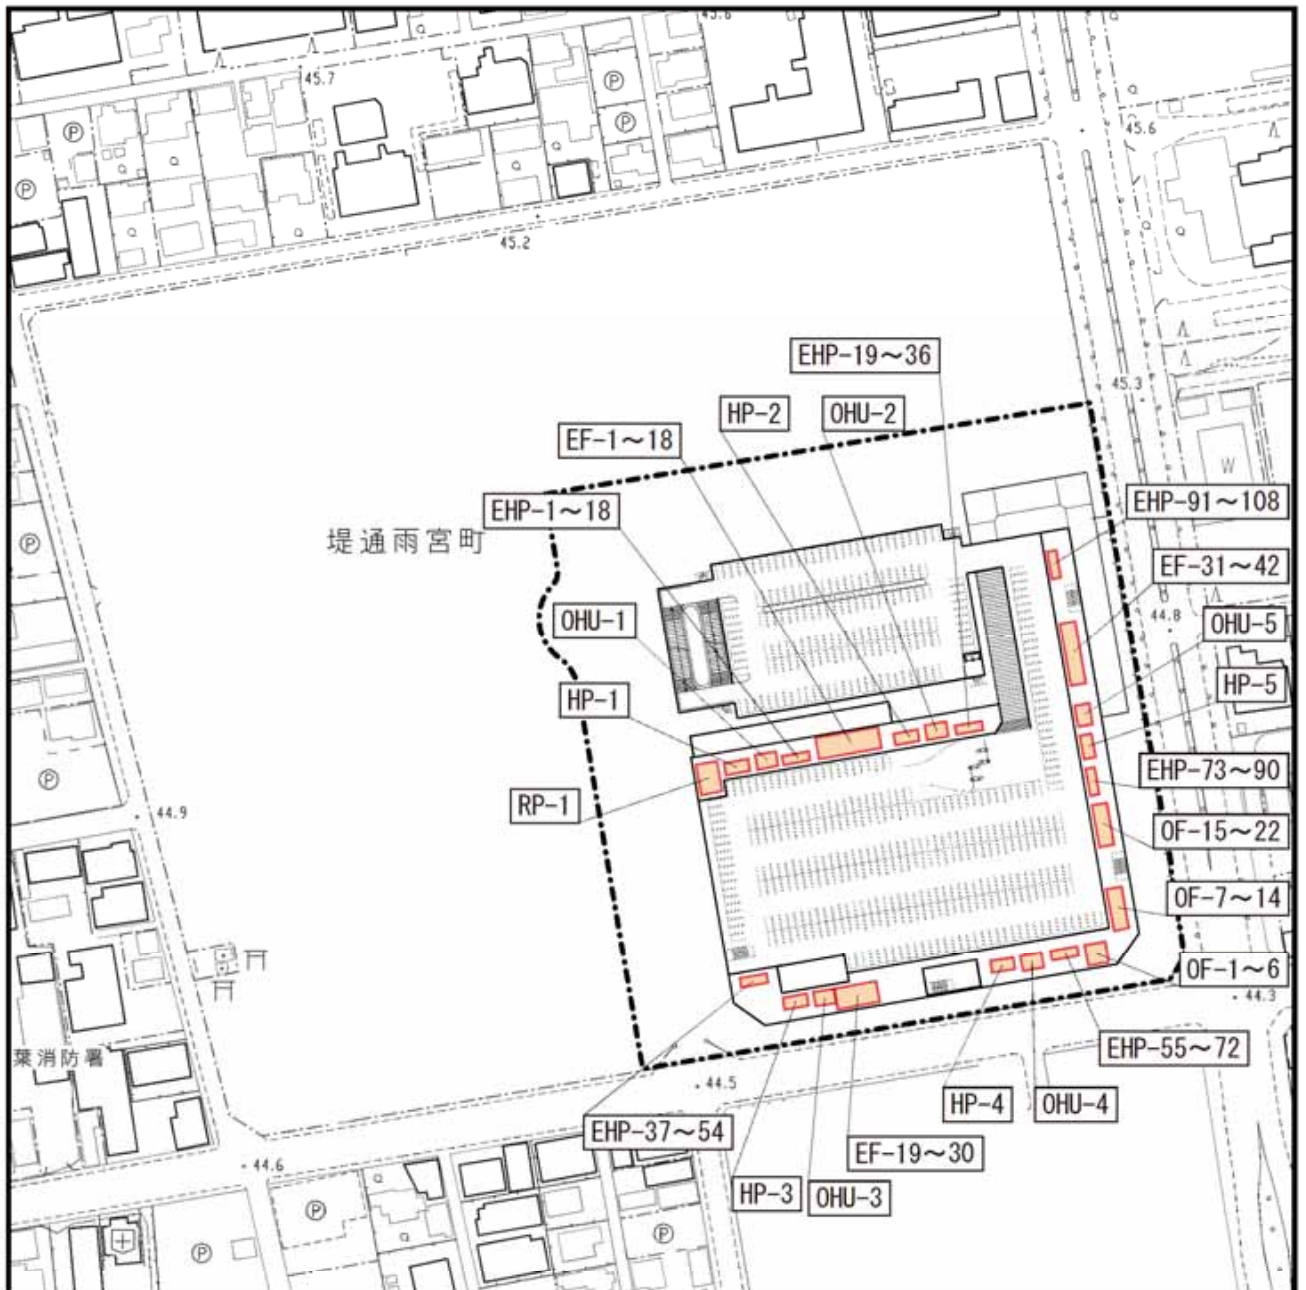 45.6
45.7
Ⓟ
Ⓟ
Ⓟ
Ⓟ
45.6
45.2
EHP-19～36
45.3
HP-2
OHU-2
EF-1～18
W
EHP-1～18
EHP-91～108
堤通雨宮町
Ⓟ
EF-31～42
OHU-1
44.8
OHU-5
HP-1
HP-5
Ⓟ
EHP-73～90
RP-1
44.9
OF-15～22
OF-7～14
OF-1～6
44.3
葉消防署
EHP-55～72
44.5
HP-4
OHU-4
EHP-37～54
EF-19～30
44.6
HP-3
OHU-3
Ⓟ
Ⓟ
Ⓟ